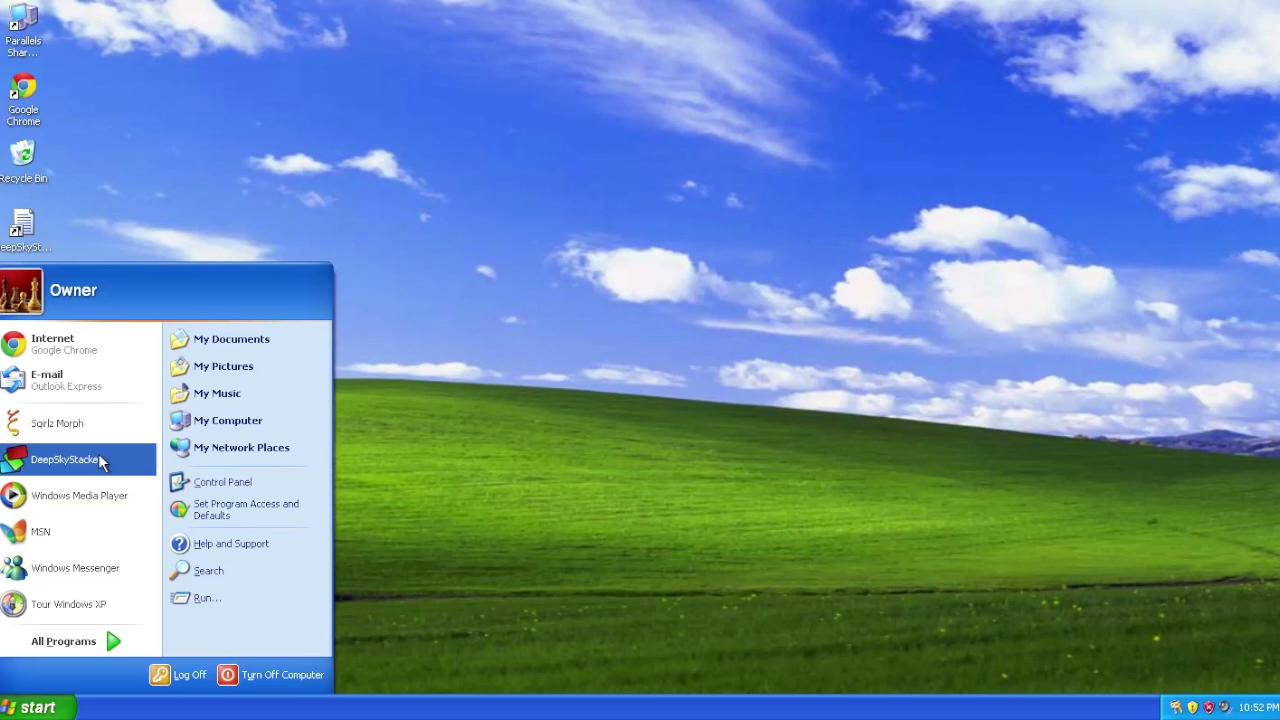 Parallels
Shar...
Google
Chrome
Recycle Bin
eepSkySt...
Owner
Internet
Google Chrome
E-mail
Outlook Express
Sqirlz Morph
DeepSkyStacke
Windows Media Player
MSN
Windows Messenger
Tour Windows XP
All Programs
My Documents
My Pictures
My Music
My Computer
My Network Places
Control Panel
Set Program Access and
Defaults
Help and Support
Search
Run...
Log Off
Turn Off Computer
start
10:52 PM